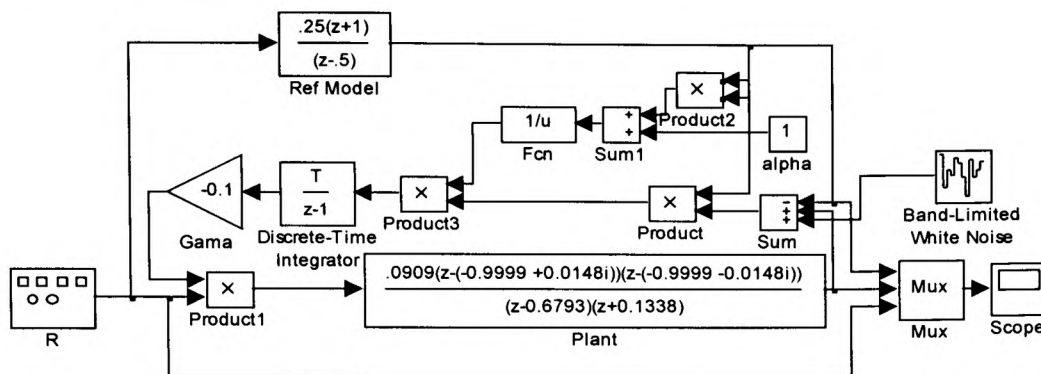 .25(z+1)
(z-.5)
Ref Model
×
Product2
1/u
Fcn
+
+
Sum1
1
alpha
-0.1
Gama
T
z-1
Discrete-Time
Integrator
×
Product3
×
Product
−
+
+
Sum
Band-Limited
White Noise
R
×
Product1
.0909(z-(-0.9999 +0.0148i))(z-(-0.9999 -0.0148i))
(z-0.6793)(z+0.1338)
Plant
Mux
Mux
Scope